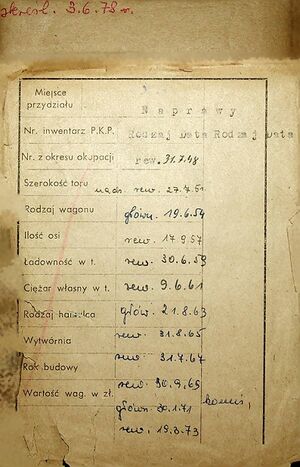 skreśl. 3.6.78 r.
Miejsce
przydziału
Naprawy
Nr. inwentarz P.K.P.
Rodzaj Data Rodzaj Data
Nr. z okresu okupacji rew. 31.7.48
Szerokość toru nadz. rew. 27.7.51
Rodzaj wagonu główn. 19.6.54
Ilość osi rew. 17.9.57
Ładowność w t. rew. 30.6.59
Ciężar własny w t. rew. 9.6.61
Rodzaj hamulca główn. 21.8.63
Wytwórnia rew. 31.8.65
rew. 31.7.67
Rok budowy
rew. 30.9.69
Wartość wag. w zł.
główn. 30.1.71
rew. 19.3.73